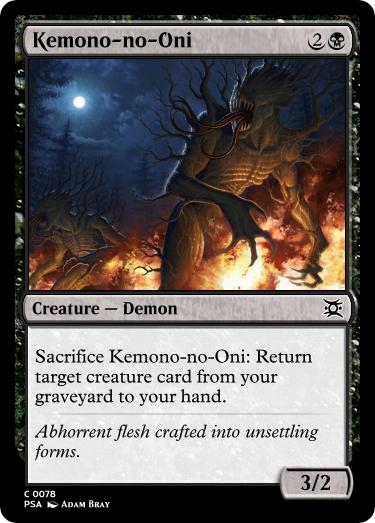 Kemono-no-Oni 2
Creature — Demon
Sacrifice Kemono-no-Oni: Return
target creature card from your
graveyard to your hand.
Abhorrent flesh crafted into unsettling
forms.
3/2
C 0078
PSA Adam Bray